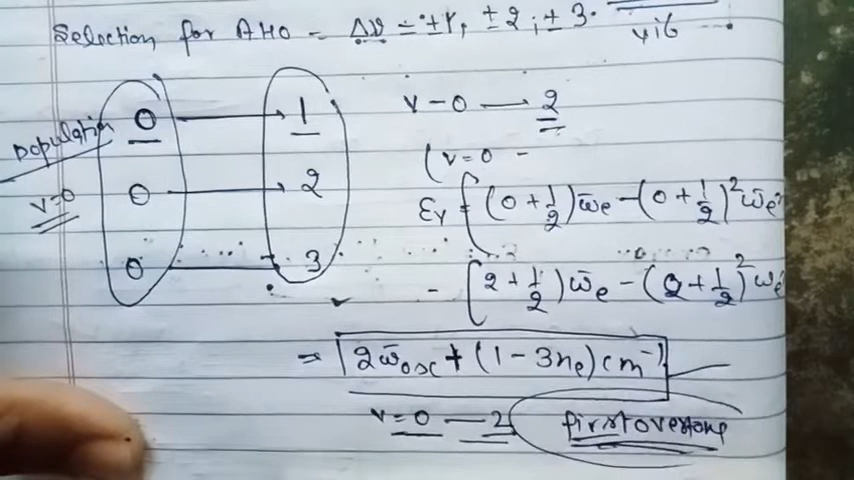 Selection for AHO - Δv = ±1, ±2, ±3.
vib
0 → 1
v - 0 — 2
population
(v = 0 -
v=0
0 → 2
εv = [(0 + 1/2) ω̄e - (0 + 1/2)² ω̄e
0 → 3
- [2 + 1/2) ω̄e - (2 + 1/2)² ωe
= 2ω̄osc + (1 - 3xe) cm⁻¹
v = 0 — 2 first overtone